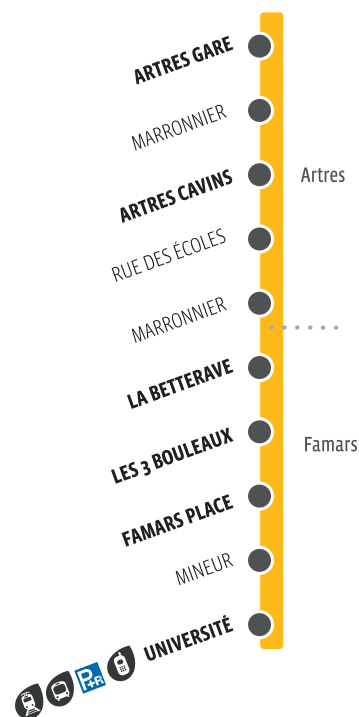 ARTRES GARE
MARRONNIER
ARTRES CAVINS
Artres
RUE DES ÉCOLES
MARRONNIER
LA BETTERAVE
LES 3 BOULEAUX
Famars
FAMARS PLACE
MINEUR
UNIVERSITÉ
P+R